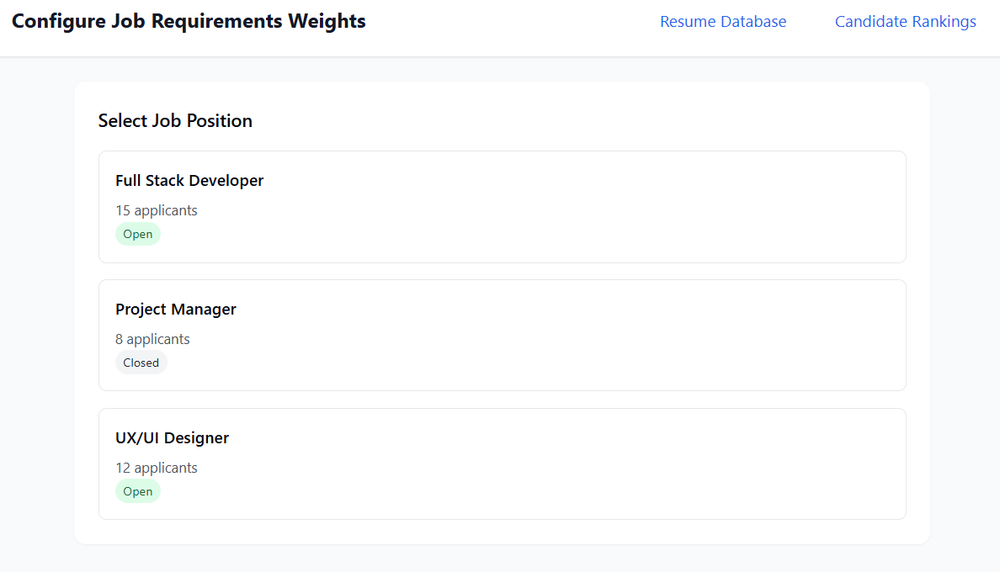 Configure Job Requirements Weights
Resume Database
Candidate Rankings
Select Job Position
Full Stack Developer
15 applicants
Open
Project Manager
8 applicants
Closed
UX/UI Designer
12 applicants
Open